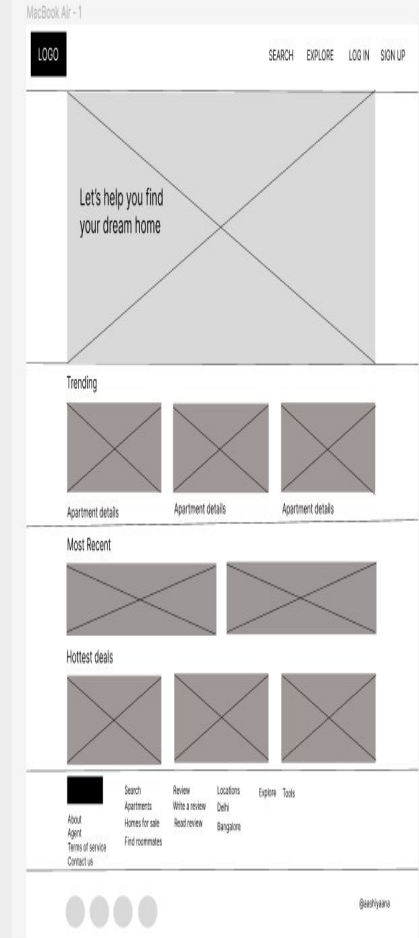 MacBook Air - 1
LOGO
SEARCH EXPLORE LOG IN SIGN UP
Let's help you find
your dream home
Trending
Apartment details Apartment details Apartment details
Most Recent
Hottest deals
Search Review Locations Explore Tools
Apartments Write a review Delhi
About Homes for sale Read review Bangalore
Agent
Terms of service Find roommates
Contact us
@aashiyaana